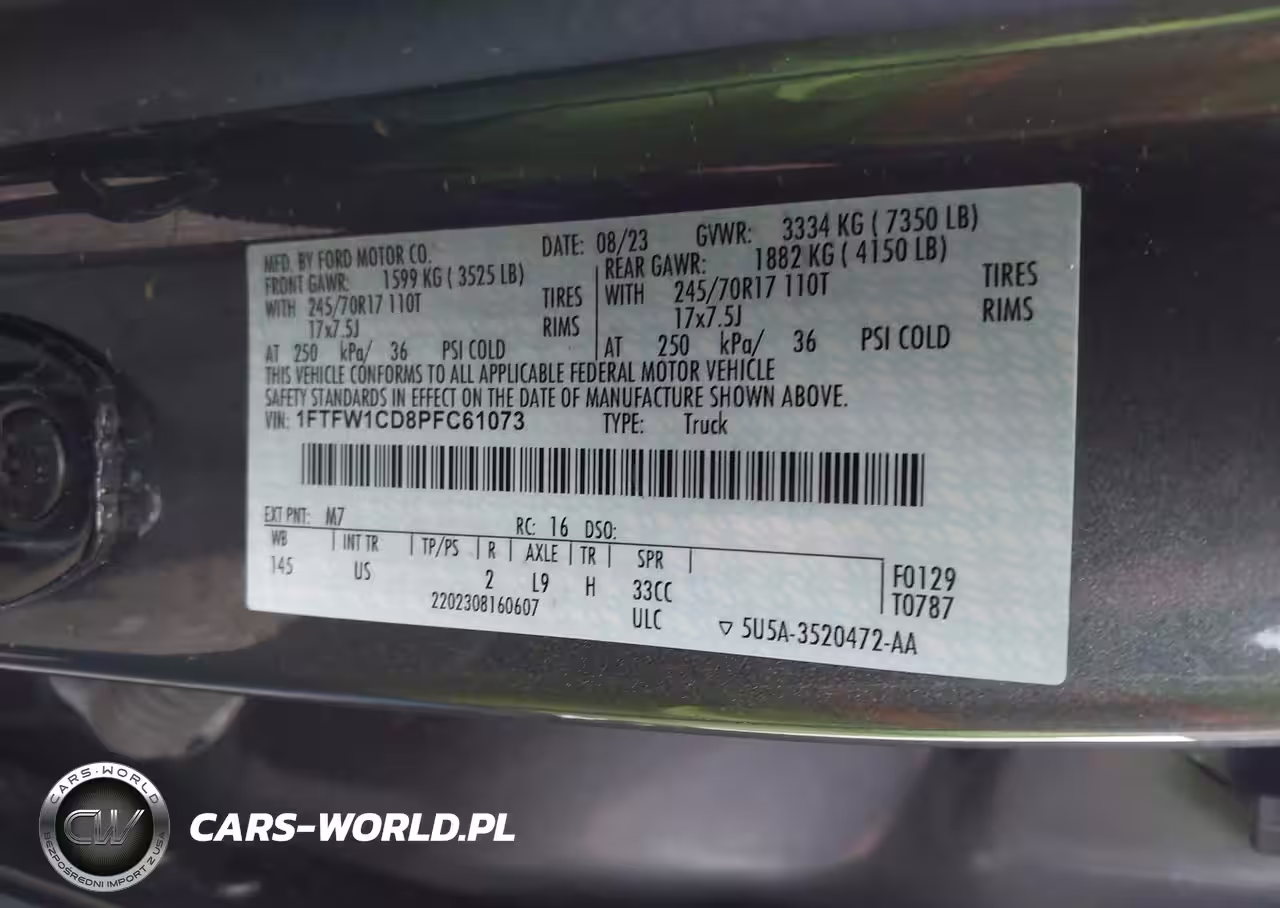 MFD. BY FORD MOTOR CO. DATE: 08/23 GVWR: 3334 KG ( 7350 LB)
FRONT GAWR: 1599 KG ( 3525 LB) REAR GAWR: 1882 KG ( 4150 LB)
WITH 245/70R17 110T TIRES WITH 245/70R17 110T TIRES
17x7.5J RIMS 17x7.5J RIMS
AT 250 kPa/ 36 PSI COLD AT 250 kPa/ 36 PSI COLD
THIS VEHICLE CONFORMS TO ALL APPLICABLE FEDERAL MOTOR VEHICLE
SAFETY STANDARDS IN EFFECT ON THE DATE OF MANUFACTURE SHOWN ABOVE.
VIN: 1FTFW1CD8PFC61073 TYPE: Truck
EXT PNT: M7 RC: 16 DSO:
WB INT TR TP/PS R AXLE TR SPR
145 US 2 L9 H 33CC F0129
2202308160607 ULC T0787
▽ 5U5A-3520472-AA
CARS-WORLD
CW
BEZPOŚREDNI IMPORT Z USA
CARS-WORLD.PL